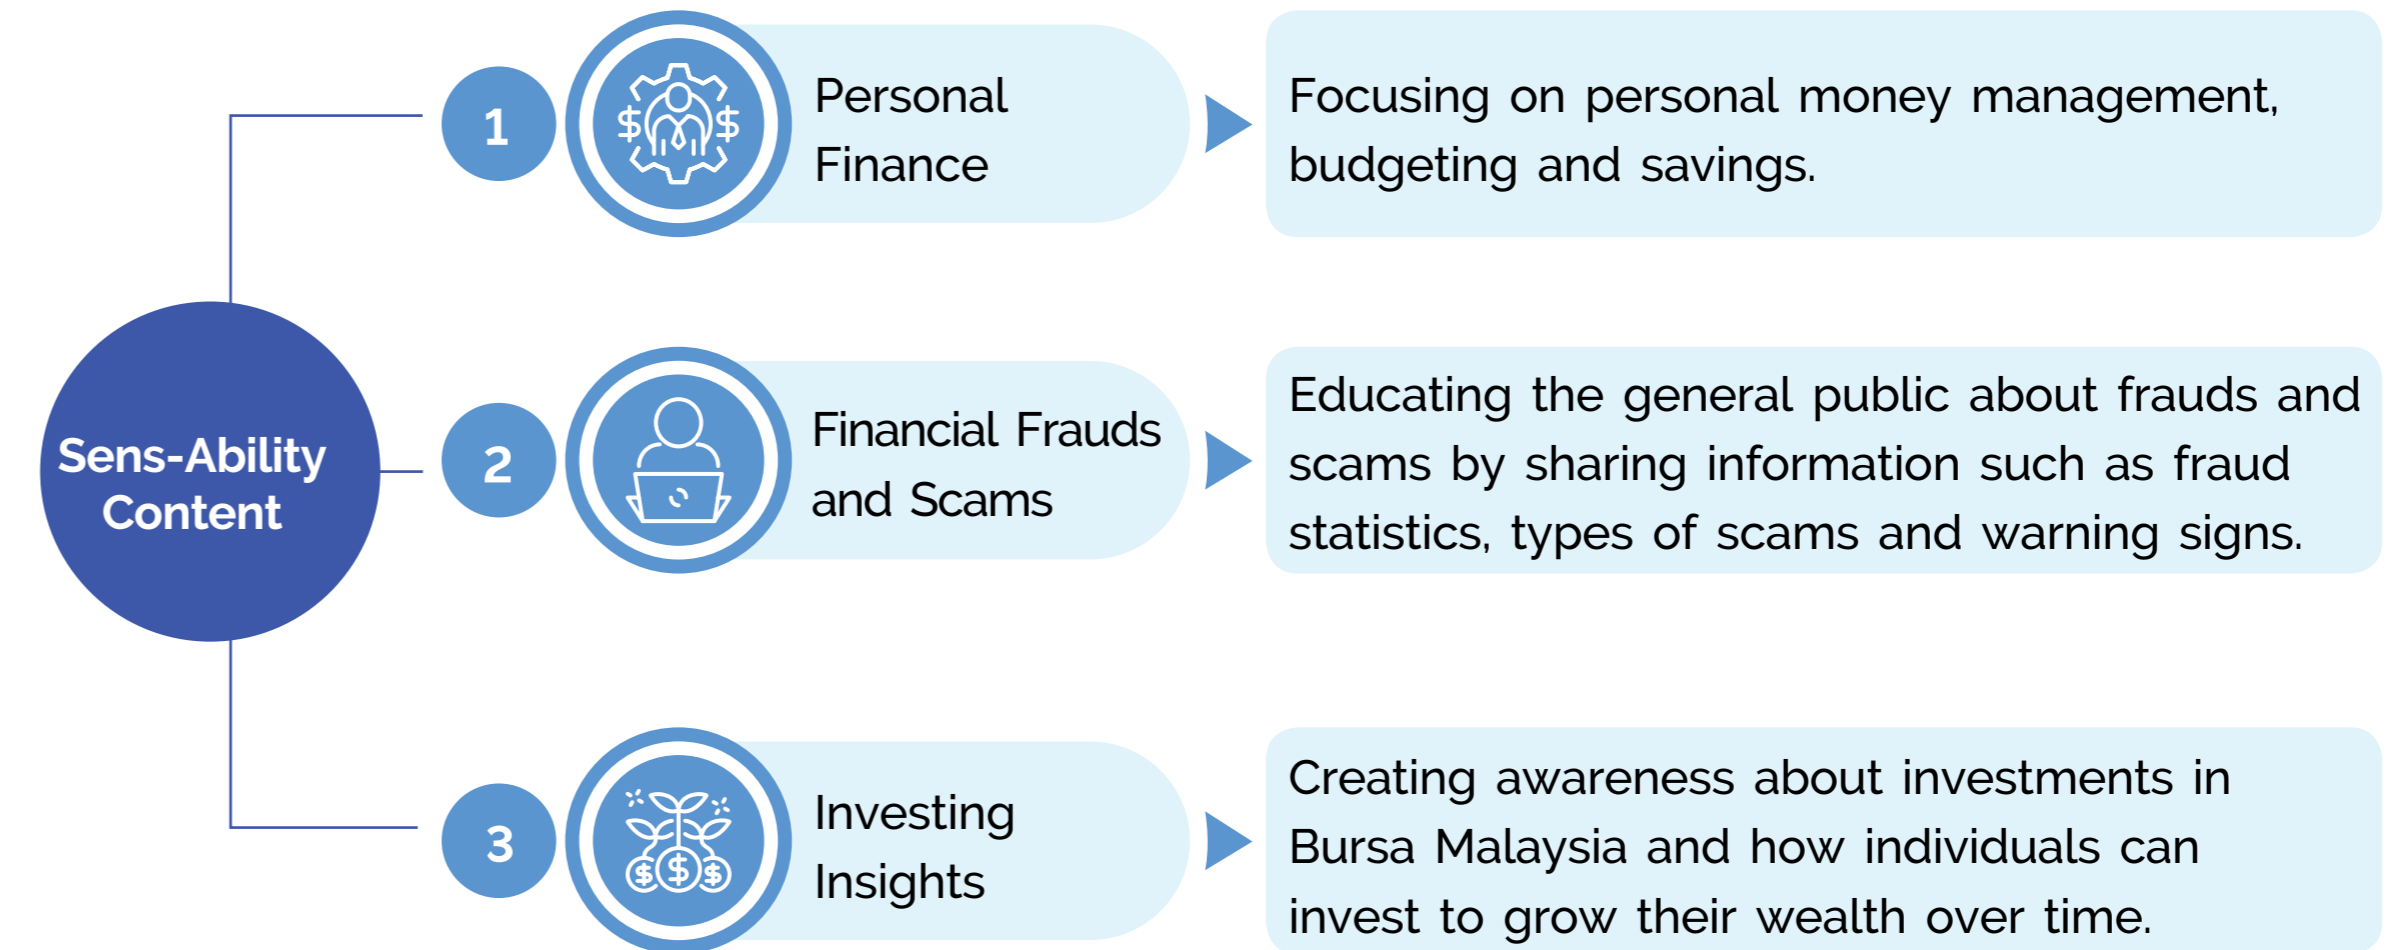 Sens-Ability
Content
1
Personal
Finance
Focusing on personal money management,
budgeting and savings.
2
Financial Frauds
and Scams
Educating the general public about frauds and
scams by sharing information such as fraud
statistics, types of scams and warning signs.
3
Investing
Insights
Creating awareness about investments in
Bursa Malaysia and how individuals can
invest to grow their wealth over time.